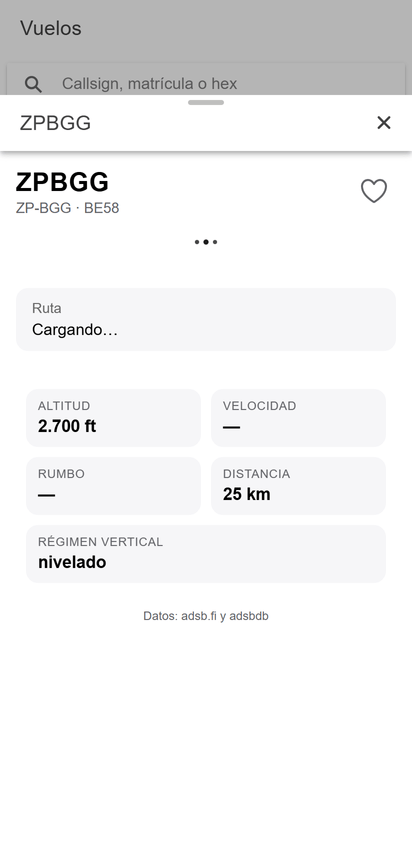 Vuelos
Callsign, matrícula o hex
ZPBGG
ZPBGG
ZP-BGG · BE58
Ruta
Cargando…
ALTITUD
2.700 ft
VELOCIDAD
—
RUMBO
—
DISTANCIA
25 km
RÉGIMEN VERTICAL
nivelado
Datos: adsb.fi y adsbdb